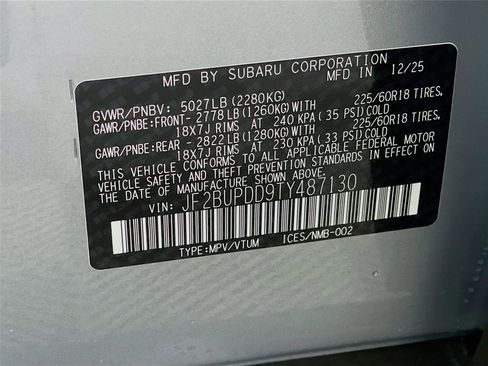 MFD BY SUBARU CORPORATION IN 12/25
GVWR/PNBV: 5027LB (2280KG)
GAWR/PNBE:FRONT- 2778LB (1260KG)WITH 225/60R18 TIRES.
18X7J RIMS AT 240 KPA (35 PSI)COLD
GAWR/PNBE:REAR - 2822LB (1280KG)WITH 225/60R18 TIRES.
18X7J RIMS AT 230 KPA (33 PSI)COLD
THIS VEHICLE CONFORMS TO ALL APPLICABLE FEDERAL MOTOR
VEHICLE SAFETY AND THEFT PREVENTION STANDARDS IN EFFECT ON
THE DATE OF MANUFACTURE SHOWN ABOVE.
VIN: JF2BUPDD9TY487130
TYPE:MPV/VTUM ICES/NMB-002